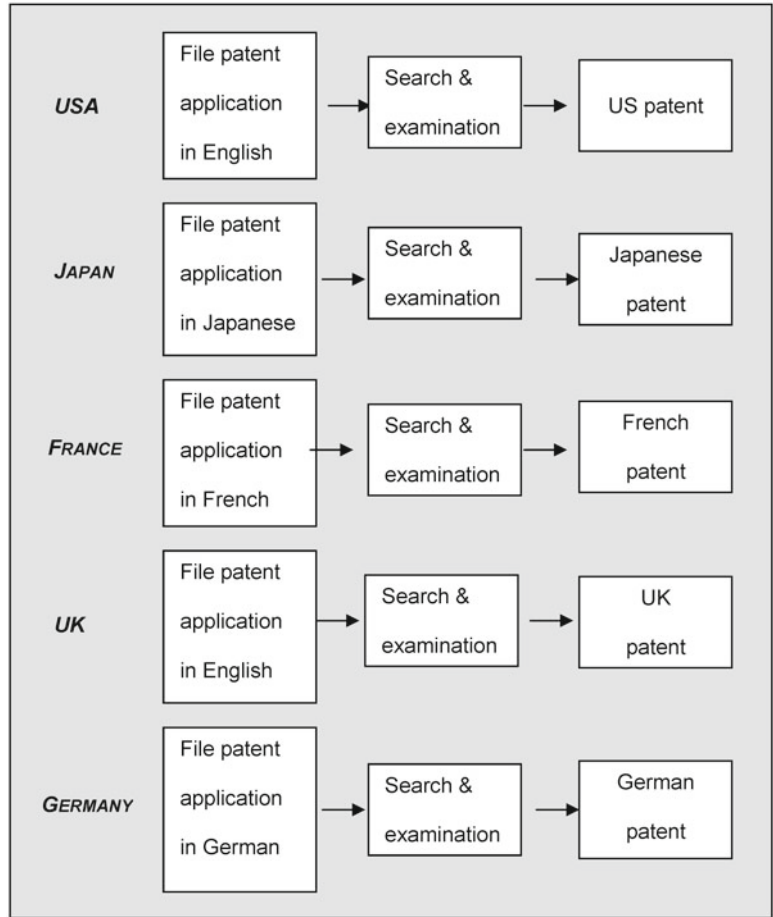 USA
File patent
application
in English
Search &
examination
US patent
JAPAN
File patent
application
in Japanese
Search &
examination
Japanese
patent
FRANCE
File patent
application
in French
Search &
examination
French
patent
UK
File patent
application
in English
Search &
examination
UK
patent
GERMANY
File patent
application
in German
Search &
examination
German
patent